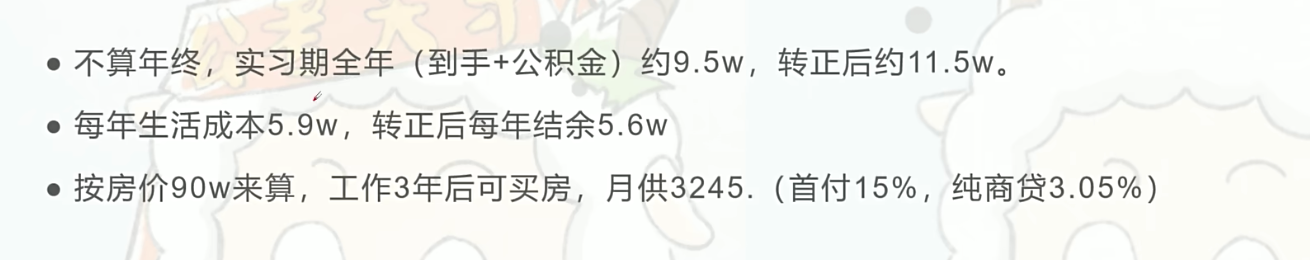 ● 不算年终，实习期全年（到手+公积金）约9.5w，转正后约11.5w。
● 每年生活成本5.9w，转正后每年结余5.6w
● 按房价90w来算，工作3年后可买房，月供3245.（首付15%，纯商贷3.05%）